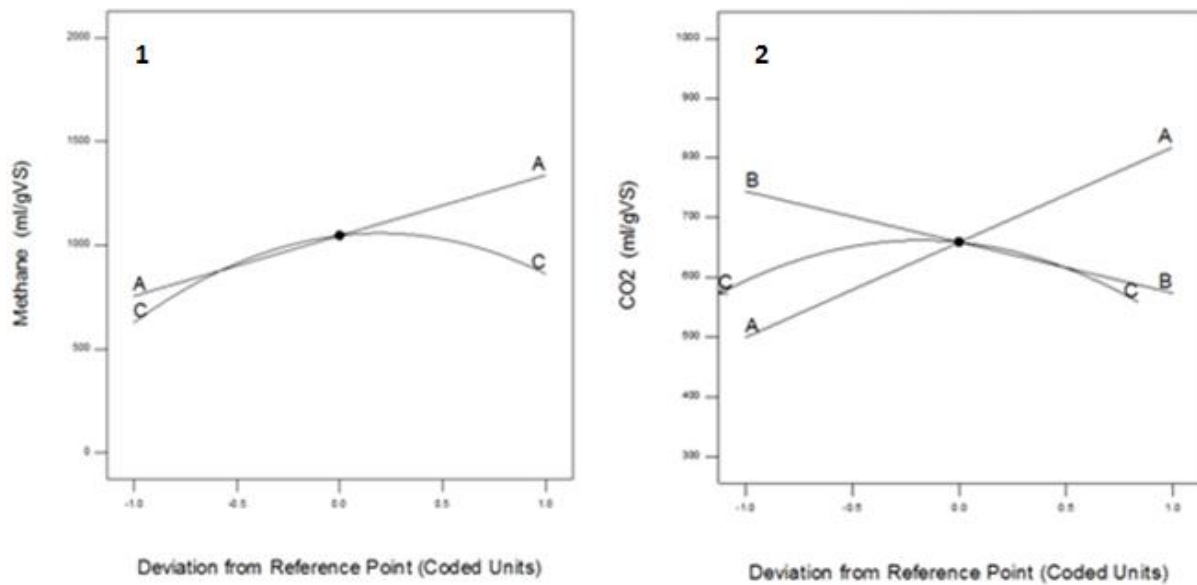 1
Methane (ml/gVS)
2000
1500
1000
500
0
A
C
A
C
-1.0
-0.5
0.0
0.5
1.0
Deviation from Reference Point (Coded Units)
2
CO2 (ml/gVS)
1000
900
800
700
600
500
400
300
B
C
A
A
B
C
-1.0
-0.5
0.0
0.5
1.0
Deviation from Reference Point (Coded Units)